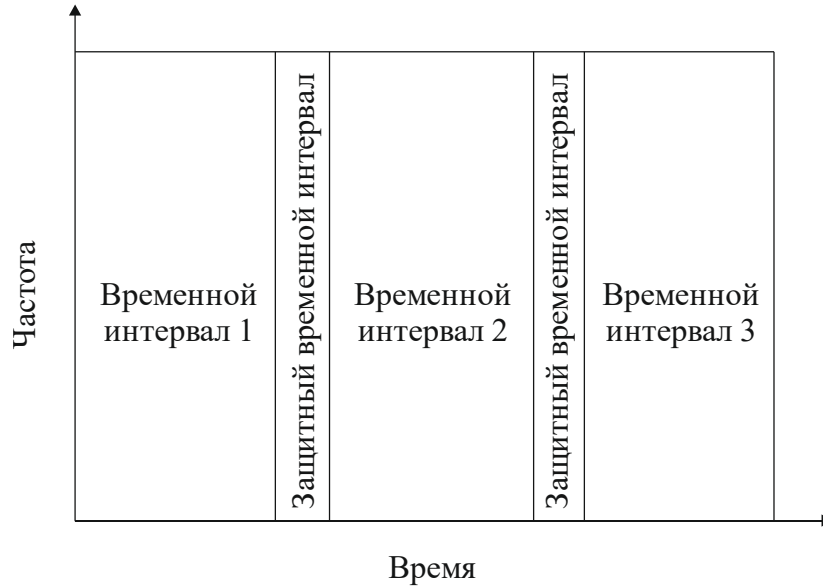 Частота
Временной
интервал 1
Защитный временной интервал
Временной
интервал 2
Защитный временной интервал
Временной
интервал 3
Время